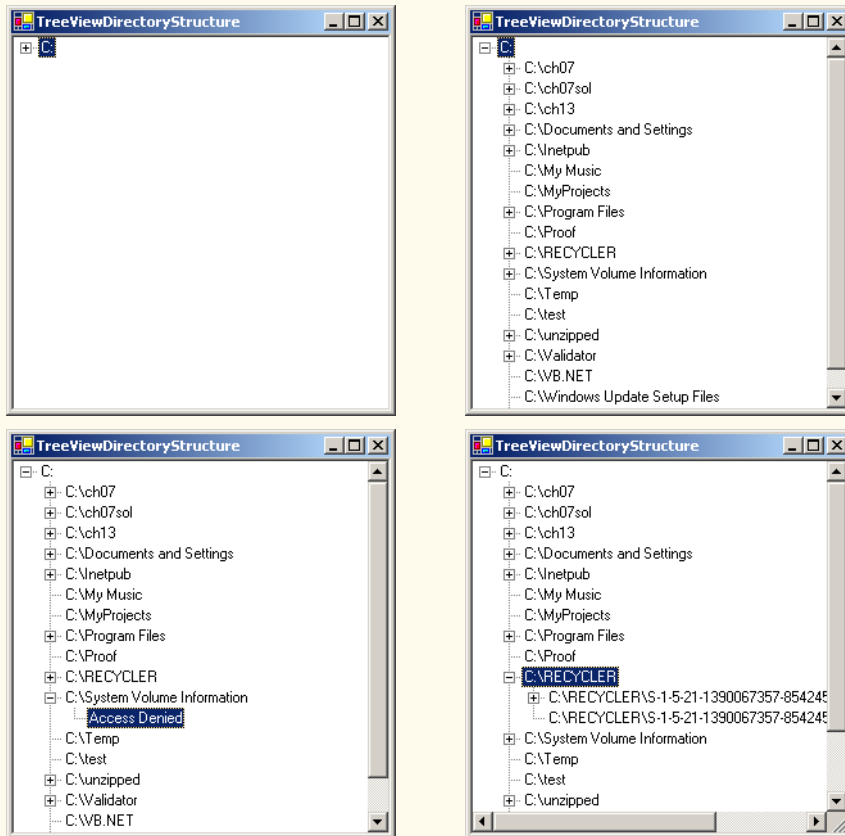 TreeViewDirectoryStructure
C:
TreeViewDirectoryStructure
C:
C:\ch07
C:\ch07sol
C:\ch13
C:\Documents and Settings
C:\Inetpub
C:\My Music
C:\MyProjects
C:\Program Files
C:\Proof
C:\RECYCLER
C:\System Volume Information
C:\Temp
C:\test
C:\unzipped
C:\Validator
C:\VB.NET
C:\Windows Update Setup Files
TreeViewDirectoryStructure
C:
C:\ch07
C:\ch07sol
C:\ch13
C:\Documents and Settings
C:\Inetpub
C:\My Music
C:\MyProjects
C:\Program Files
C:\Proof
C:\RECYCLER
C:\System Volume Information
Access Denied
C:\Temp
C:\test
C:\unzipped
C:\Validator
C:\VB.NET
TreeViewDirectoryStructure
C:
C:\ch07
C:\ch07sol
C:\ch13
C:\Documents and Settings
C:\Inetpub
C:\My Music
C:\MyProjects
C:\Program Files
C:\Proof
C:\RECYCLER
C:\RECYCLER\S-1-5-21-1390067357-854245
C:\RECYCLER\S-1-5-21-1390067357-854245
C:\System Volume Information
C:\Temp
C:\test
C:\unzipped